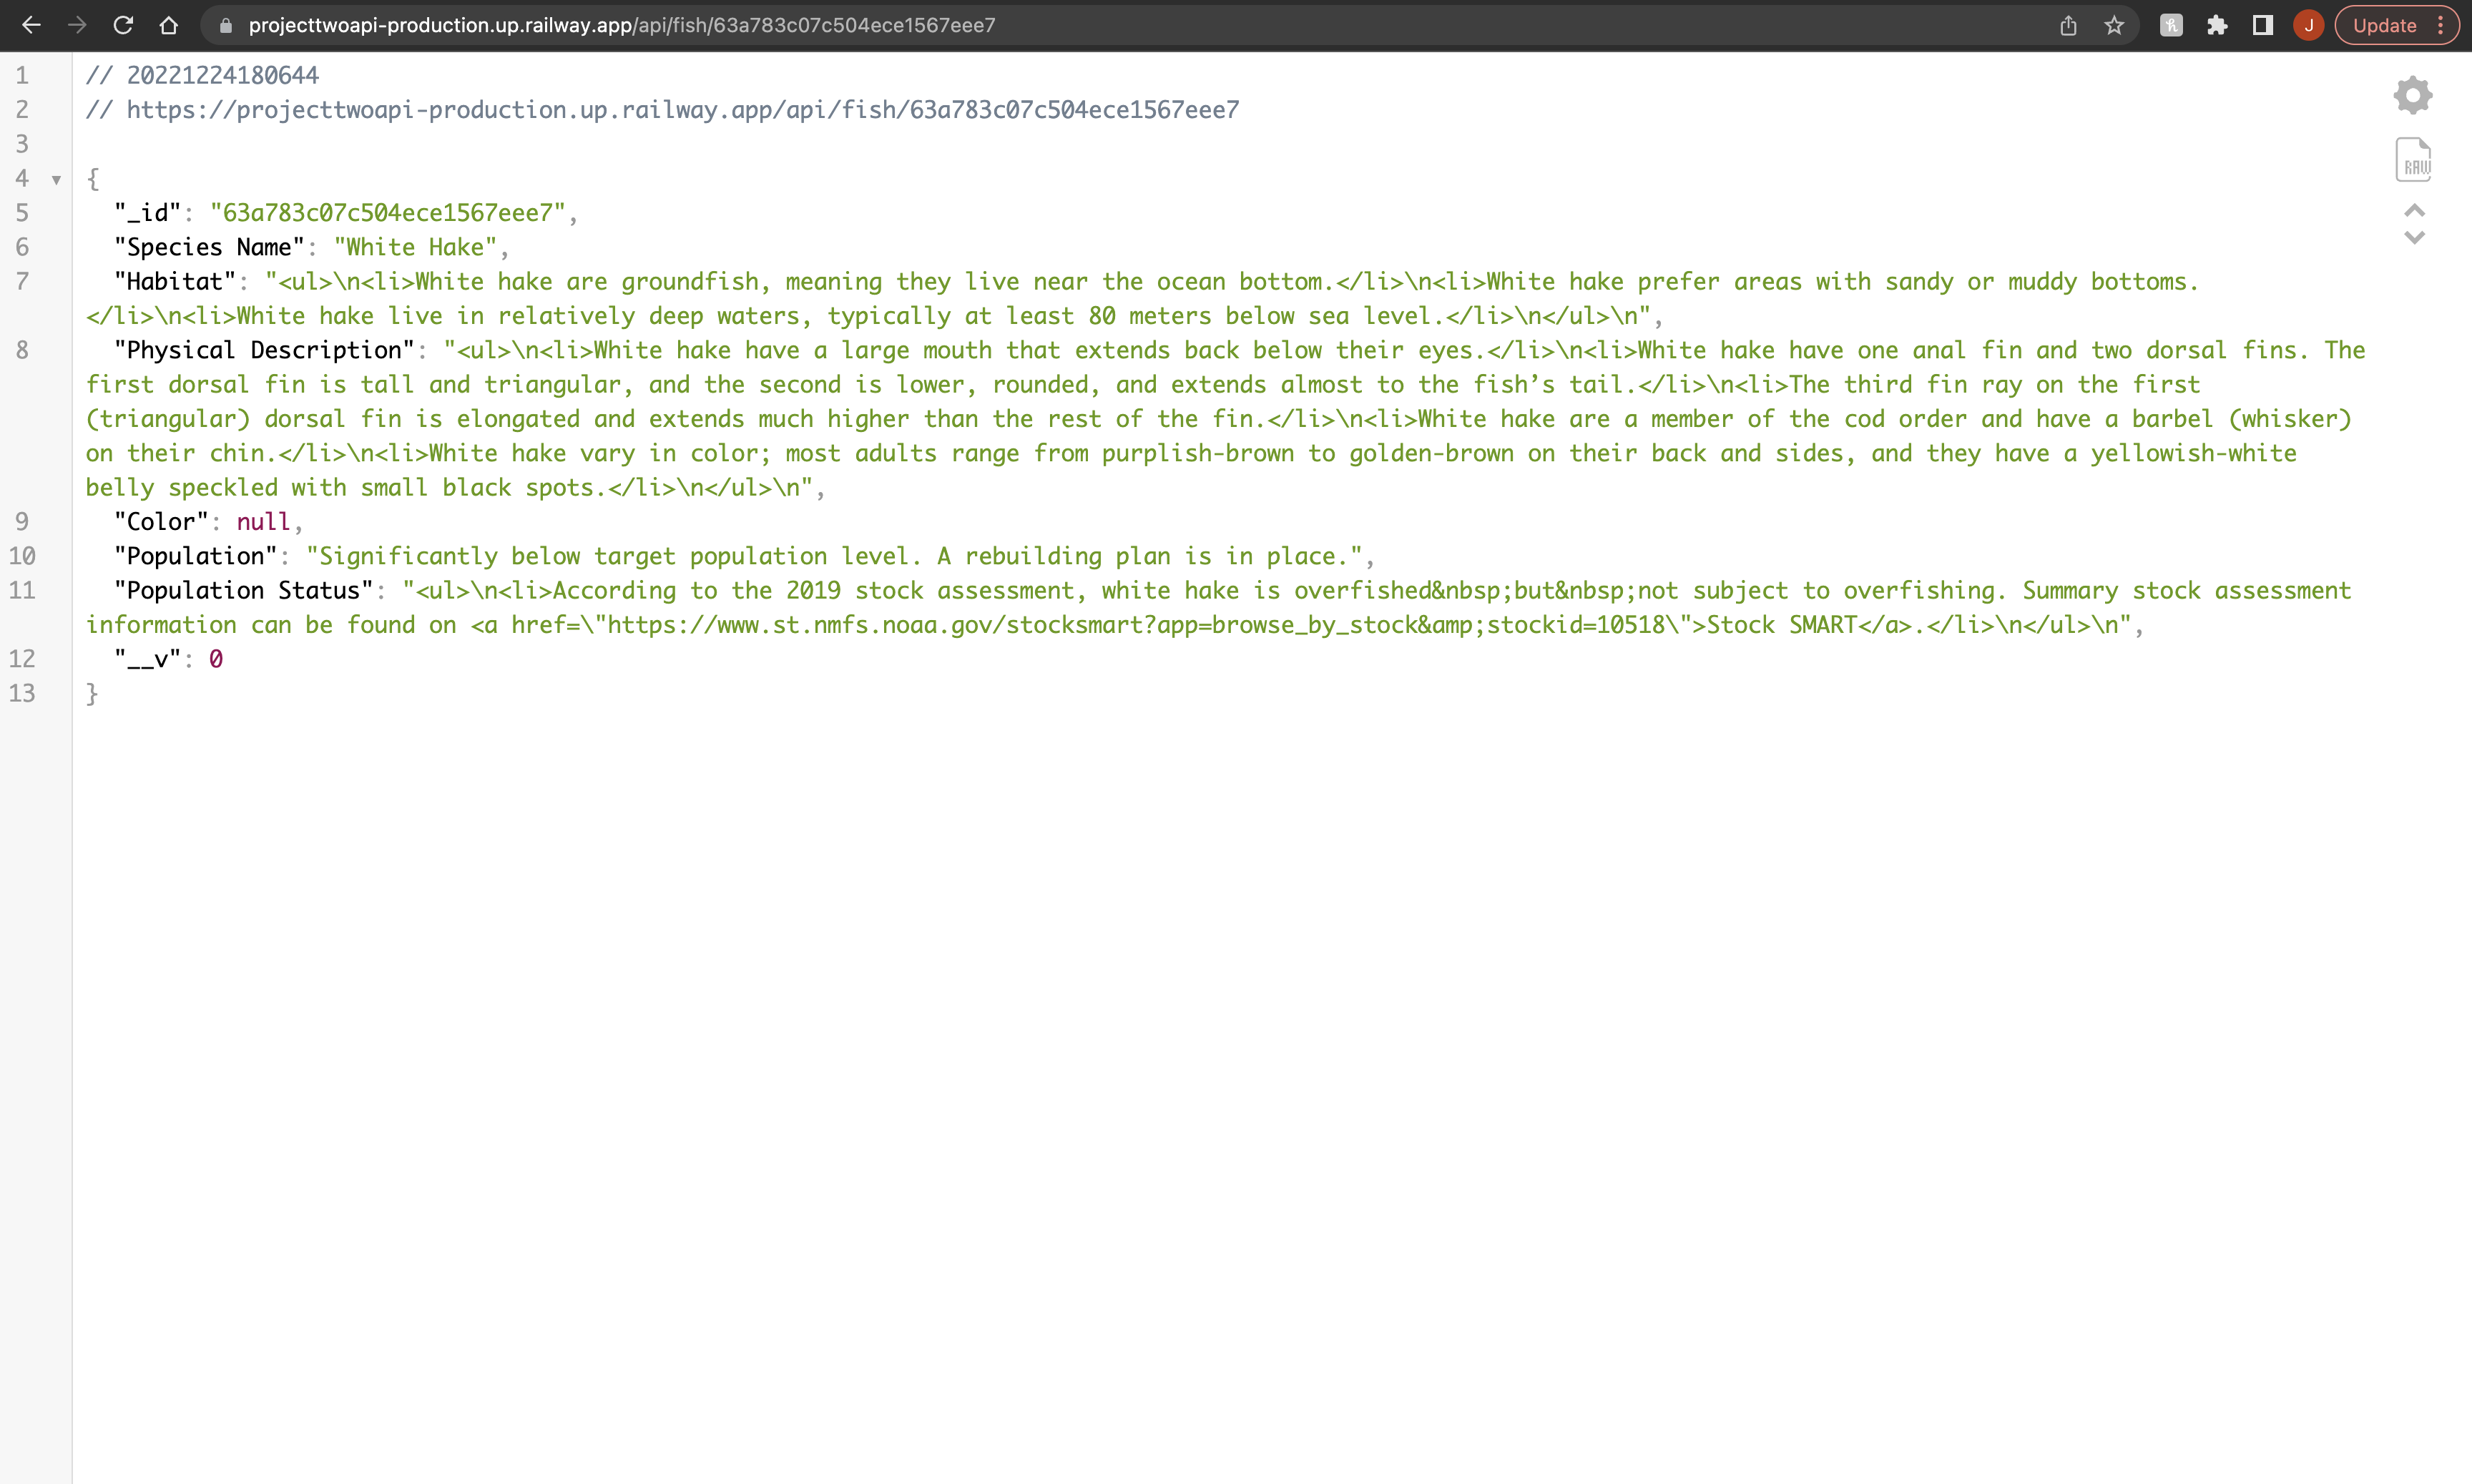 projecttwoapi-production.up.railway.app/api/fish/63a783c07c504ece1567eee7
J
Update
1 // 20221224180644
2 // https://projecttwoapi-production.up.railway.app/api/fish/63a783c07c504ece1567eee7
3
4 ▼ {
5 "_id": "63a783c07c504ece1567eee7",
6 "Species Name": "White Hake",
7 "Habitat": "<ul>\n<li>White hake are groundfish, meaning they live near the ocean bottom.</li>\n<li>White hake prefer areas with sandy or muddy bottoms.
</li>\n<li>White hake live in relatively deep waters, typically at least 80 meters below sea level.</li>\n</ul>\n",
8 "Physical Description": "<ul>\n<li>White hake have a large mouth that extends back below their eyes.</li>\n<li>White hake have one anal fin and two dorsal fins. The
first dorsal fin is tall and triangular, and the second is lower, rounded, and extends almost to the fish’s tail.</li>\n<li>The third fin ray on the first
(triangular) dorsal fin is elongated and extends much higher than the rest of the fin.</li>\n<li>White hake are a member of the cod order and have a barbel (whisker)
on their chin.</li>\n<li>White hake vary in color; most adults range from purplish-brown to golden-brown on their back and sides, and they have a yellowish-white
belly speckled with small black spots.</li>\n</ul>\n",
9 "Color": null,
10 "Population": "Significantly below target population level. A rebuilding plan is in place.",
11 "Population Status": "<ul>\n<li>According to the 2019 stock assessment, white hake is overfished&nbsp;but&nbsp;not subject to overfishing. Summary stock assessment
information can be found on <a href=\"https://www.st.nmfs.noaa.gov/stocksmart?app=browse_by_stock&amp;stockid=10518\">Stock SMART</a>.</li>\n</ul>\n",
12 "__v": 0
13 }
RAW